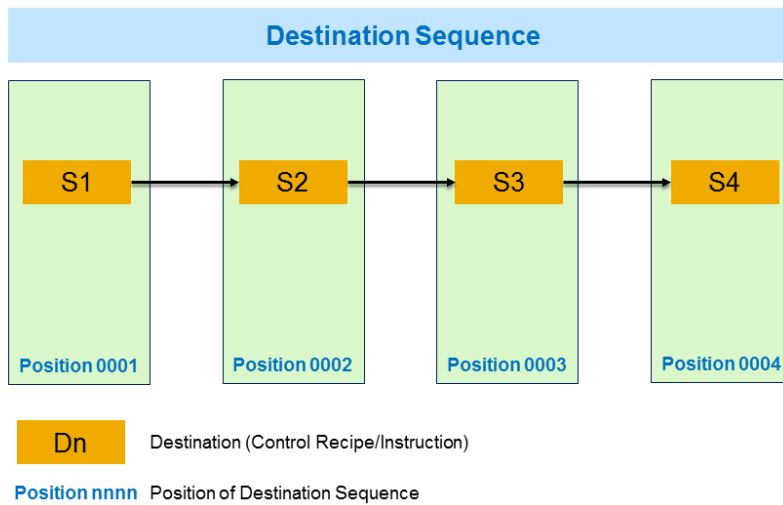 Destination Sequence
S1 S2 S3 S4
Position 0001 Position 0002 Position 0003 Position 0004
Dn Destination (Control Recipe/Instruction)
Position nnnn Position of Destination Sequence